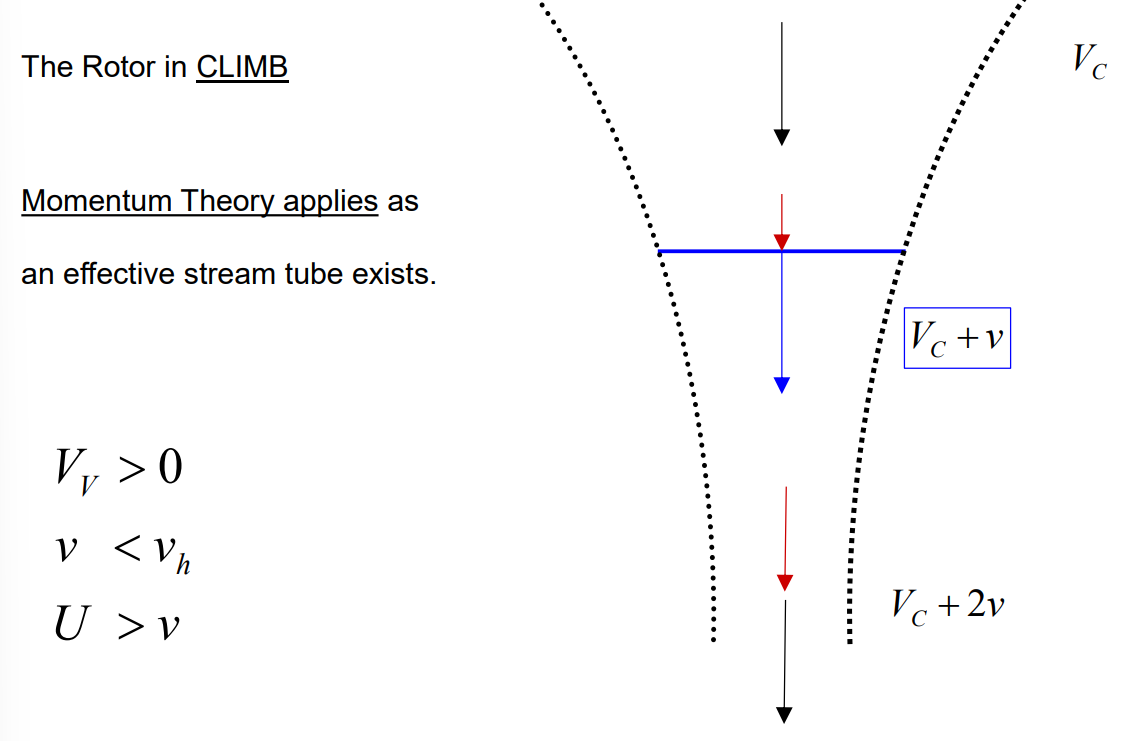 The Rotor in CLIMB
V_C
Momentum Theory applies as
an effective stream tube exists.
V_C + v
V_V > 0
v < v_h
U > v
V_C + 2v